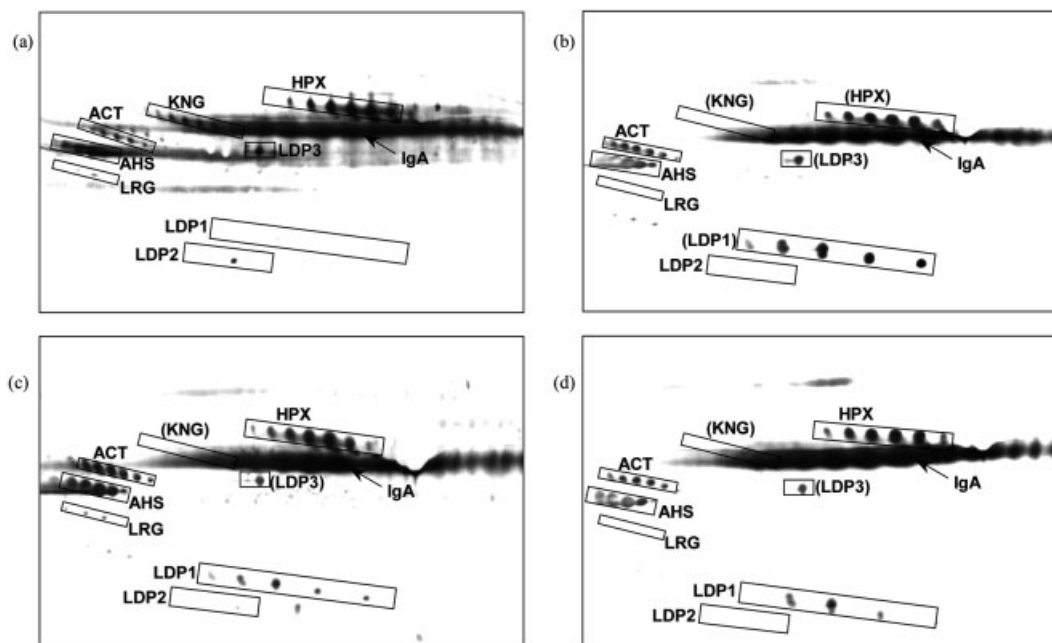 (a)
HPX
KNG
ACT
LDP3
IgA
AHS
LRG
LDP1
LDP2
(b)
(KNG)
(HPX)
ACT
IgA
(LDP3)
AHS
LRG
(LDP1)
LDP2
(c)
HPX
(KNG)
ACT
(LDP3)
IgA
AHS
LRG
LDP1
LDP2
(d)
HPX
(KNG)
ACT
IgA
(LDP3)
AHS
LRG
LDP1
LDP2